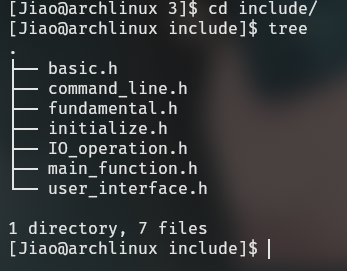 [Jiao@archlinux 3]$ cd include/
[Jiao@archlinux include]$ tree
.
├── basic.h
├── command_line.h
├── fundamental.h
├── initialize.h
├── IO_operation.h
├── main_function.h
└── user_interface.h
1 directory, 7 files
[Jiao@archlinux include]$